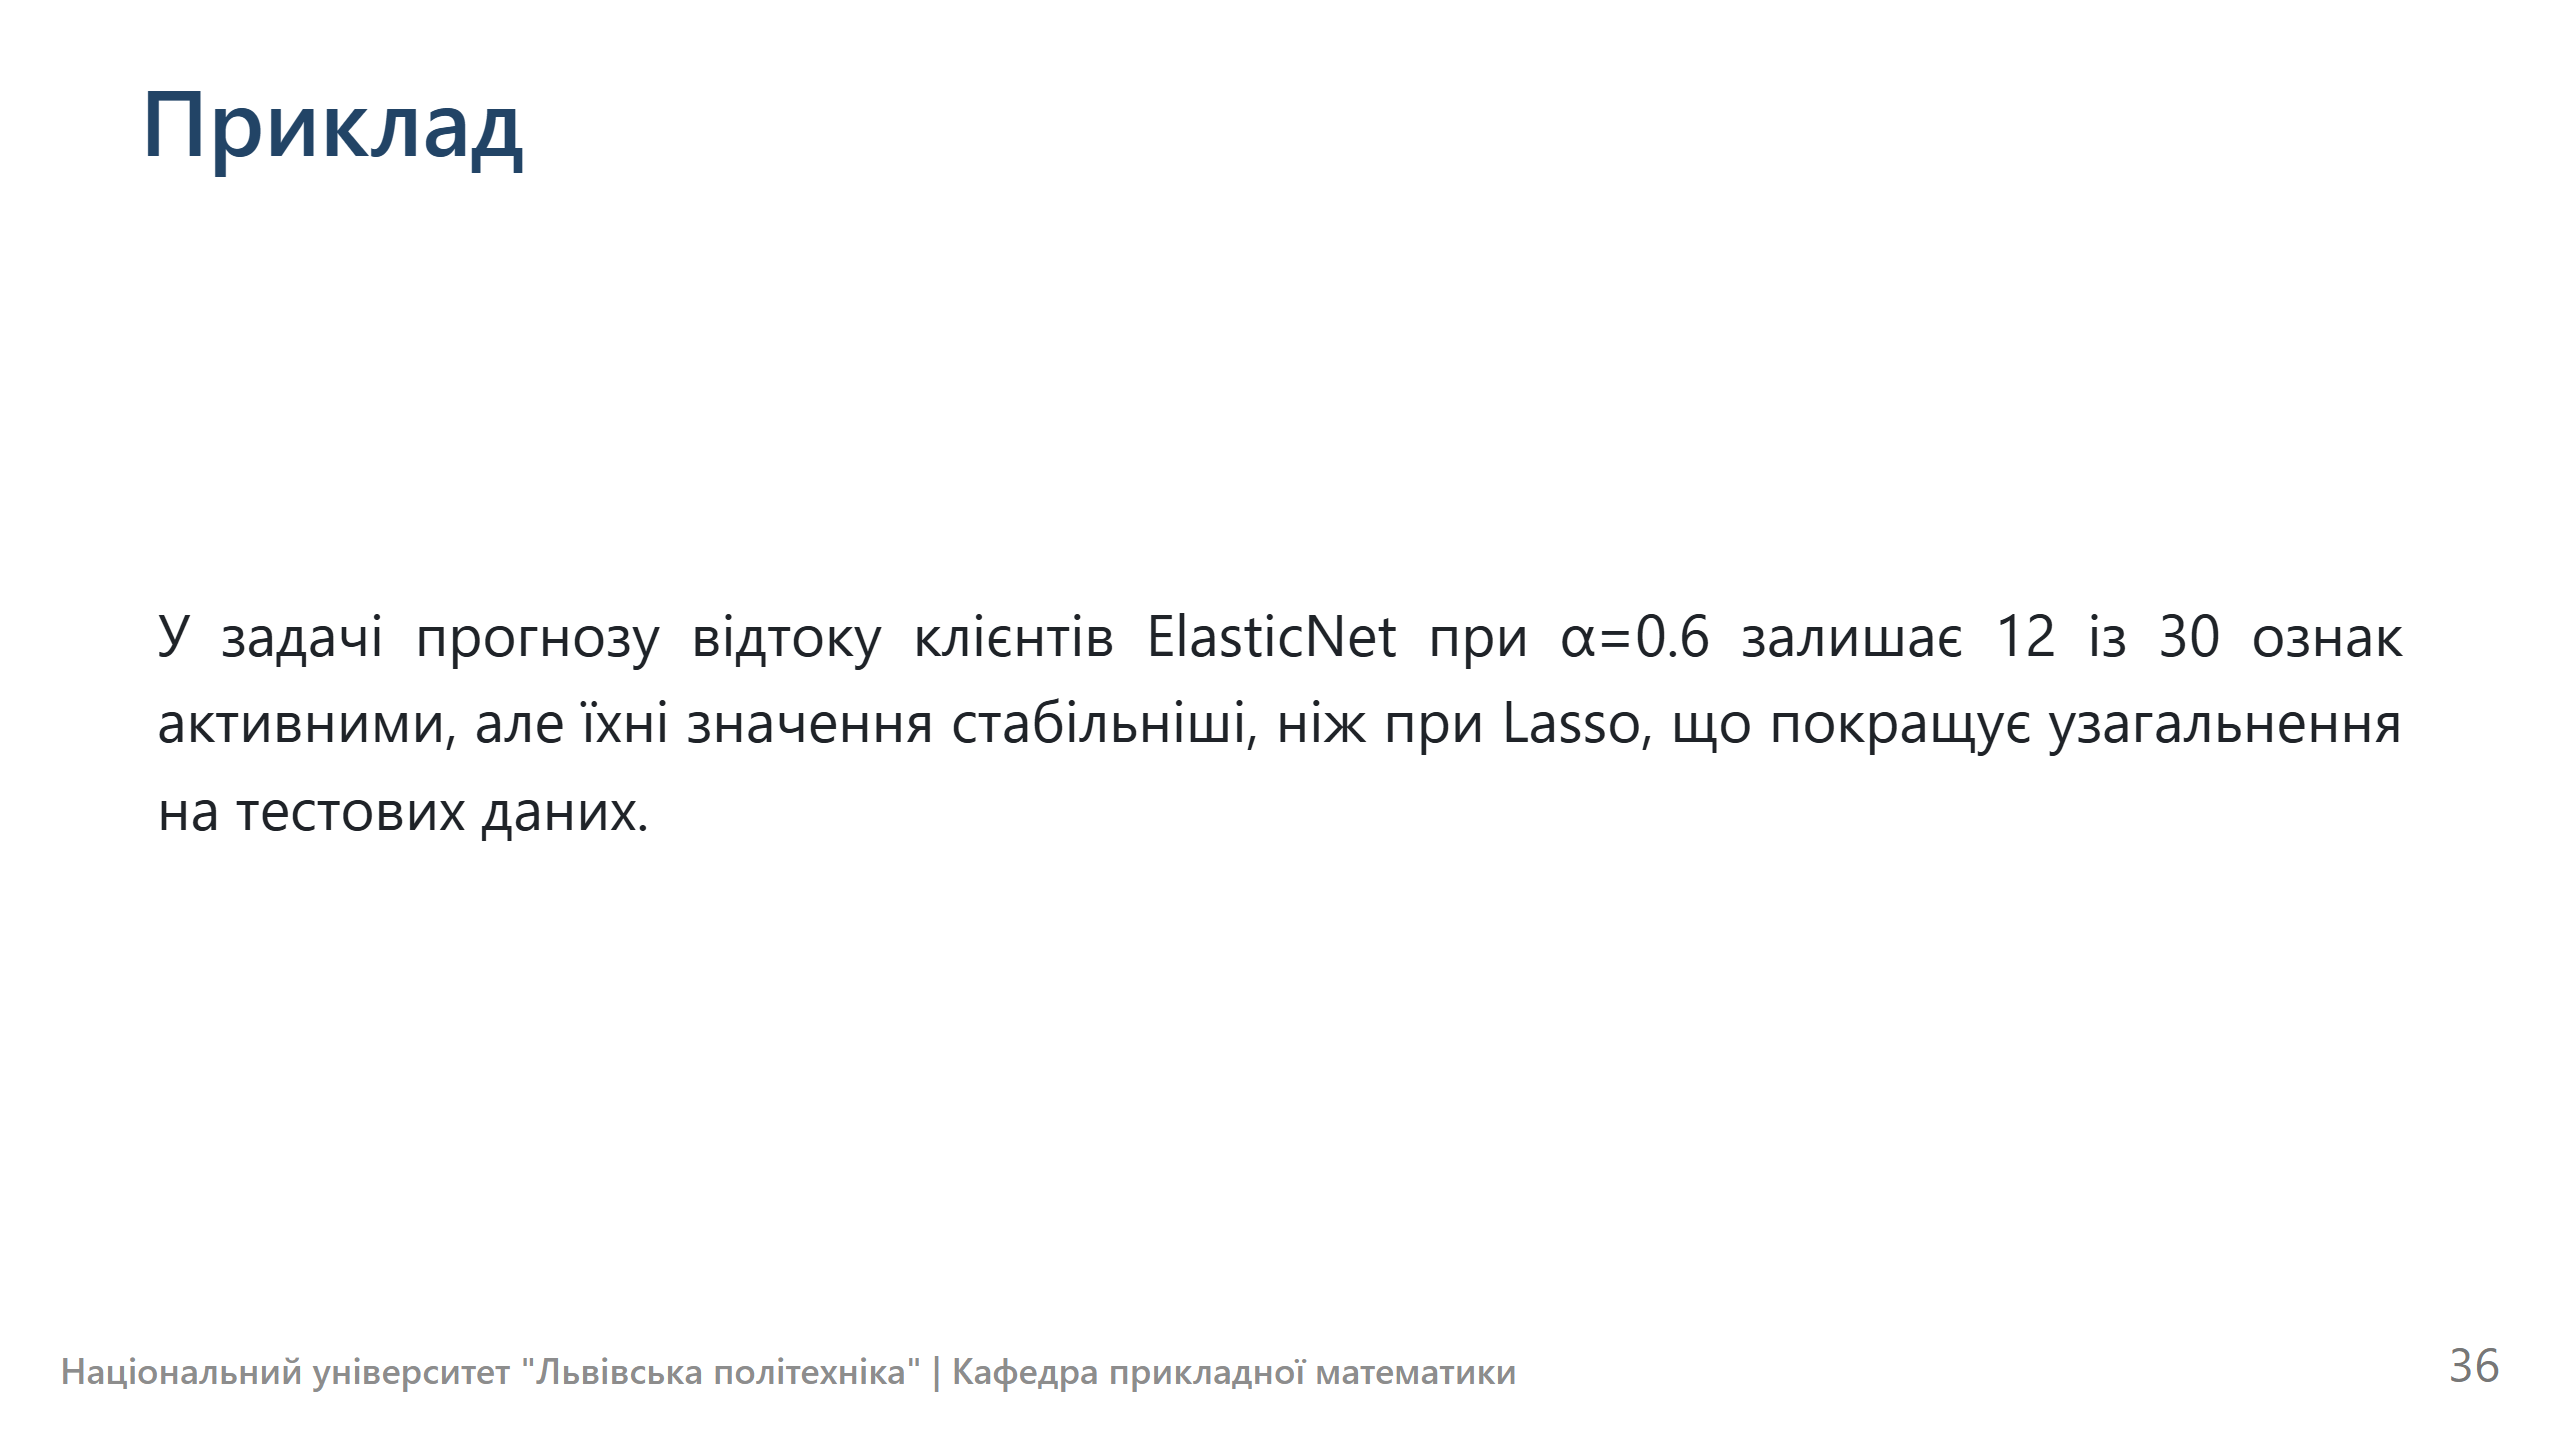 Приклад
У задачі прогнозу відтоку клієнтів ElasticNet при α=0.6 залишає 12 із 30 ознак
активними, але їхні значення стабільніші, ніж при Lasso, що покращує узагальнення
на тестових даних.
Національний університет "Львівська політехніка" | Кафедра прикладної математики
36